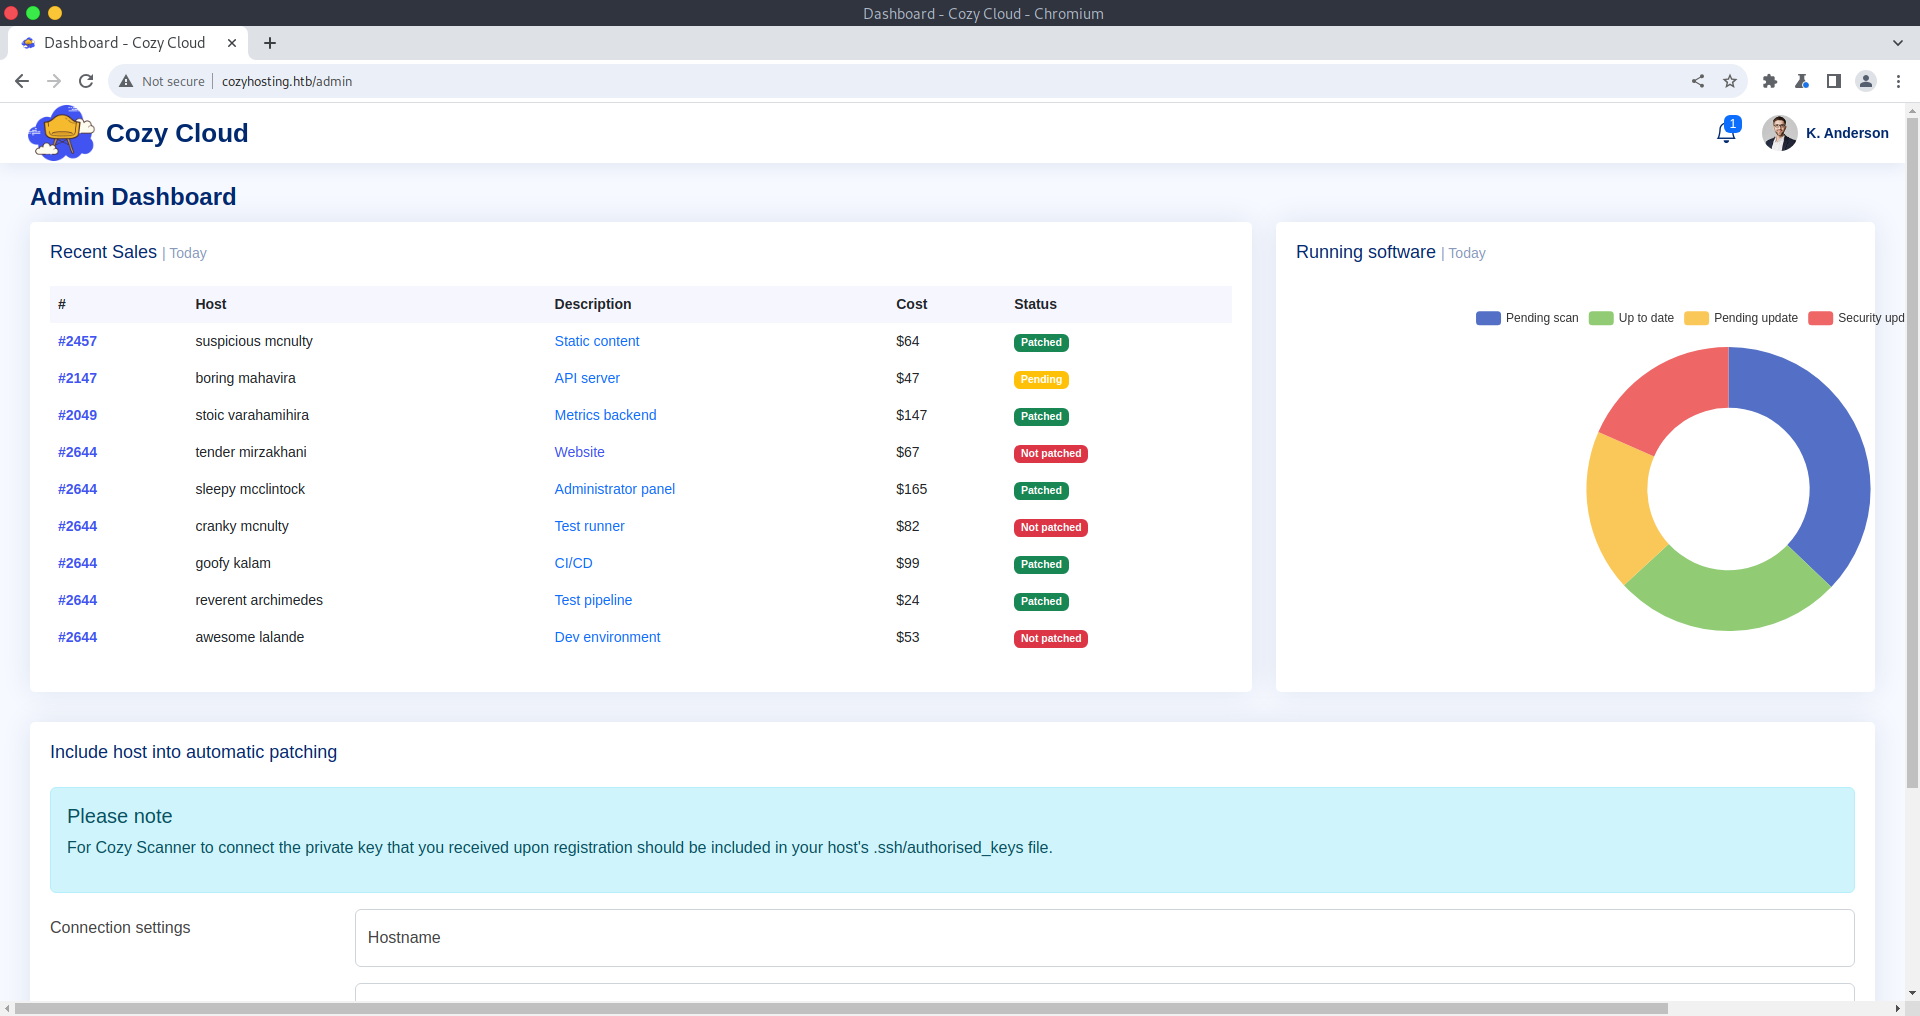 Dashboard - Cozy Cloud - Chromium
Dashboard - Cozy Cloud
Not secure cozyhosting.htb/admin
Cozy Cloud
1
K. Anderson
Admin Dashboard
Recent Sales | Today
# Host Description Cost Status
#2457 suspicious mcnulty Static content $64 Patched
#2147 boring mahavira API server $47 Pending
#2049 stoic varahamihira Metrics backend $147 Patched
#2644 tender mirzakhani Website $67 Not patched
#2644 sleepy mcclintock Administrator panel $165 Patched
#2644 cranky mcnulty Test runner $82 Not patched
#2644 goofy kalam CI/CD $99 Patched
#2644 reverent archimedes Test pipeline $24 Patched
#2644 awesome lalande Dev environment $53 Not patched
Running software | Today
Pending scan Up to date Pending update Security upd
Include host into automatic patching
Please note
For Cozy Scanner to connect the private key that you received upon registration should be included in your host's .ssh/authorised_keys file.
Connection settings
Hostname